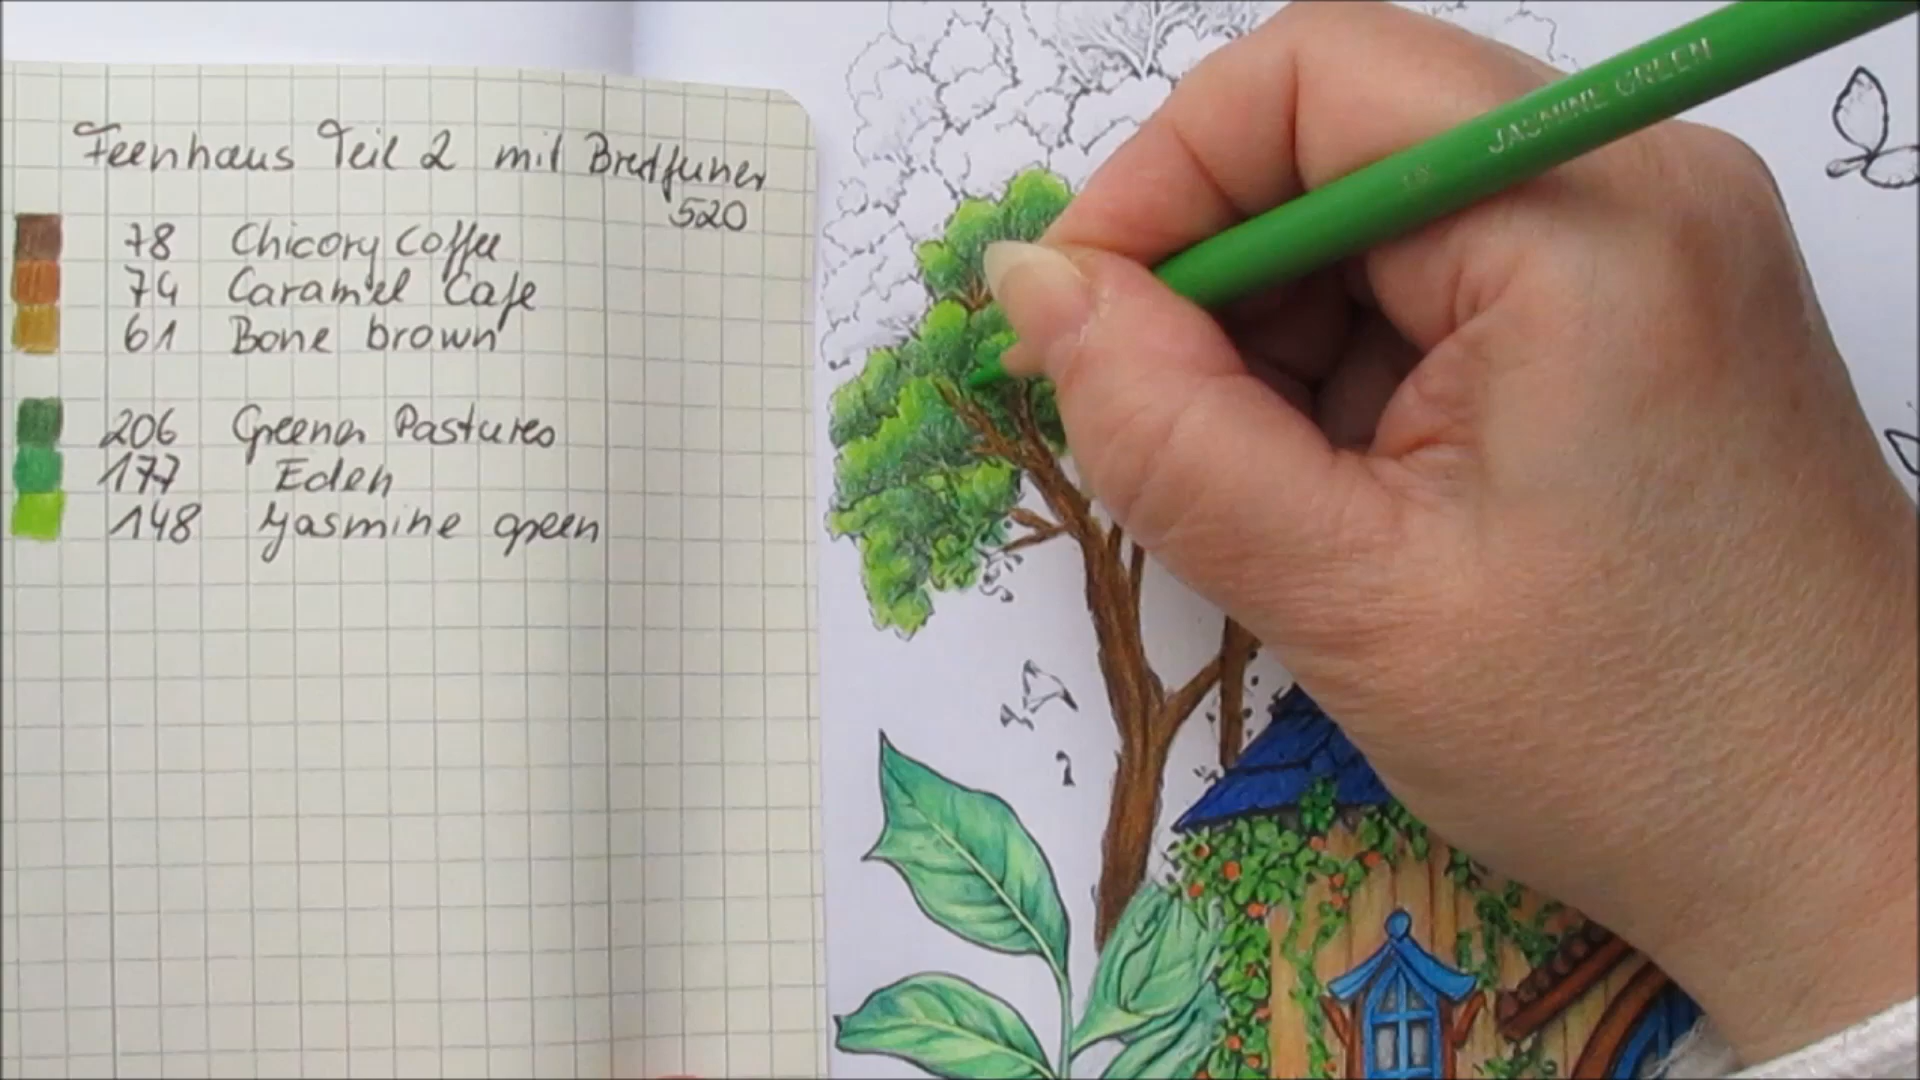 Feenhaus Teil 2 mit Brutfuner
520
78 Chicory Coffee
74 Caramel Cafe
61 Bone brown
206 Greener Pastures
177 Eden
148 Yasmine green
JASMINE GREEN